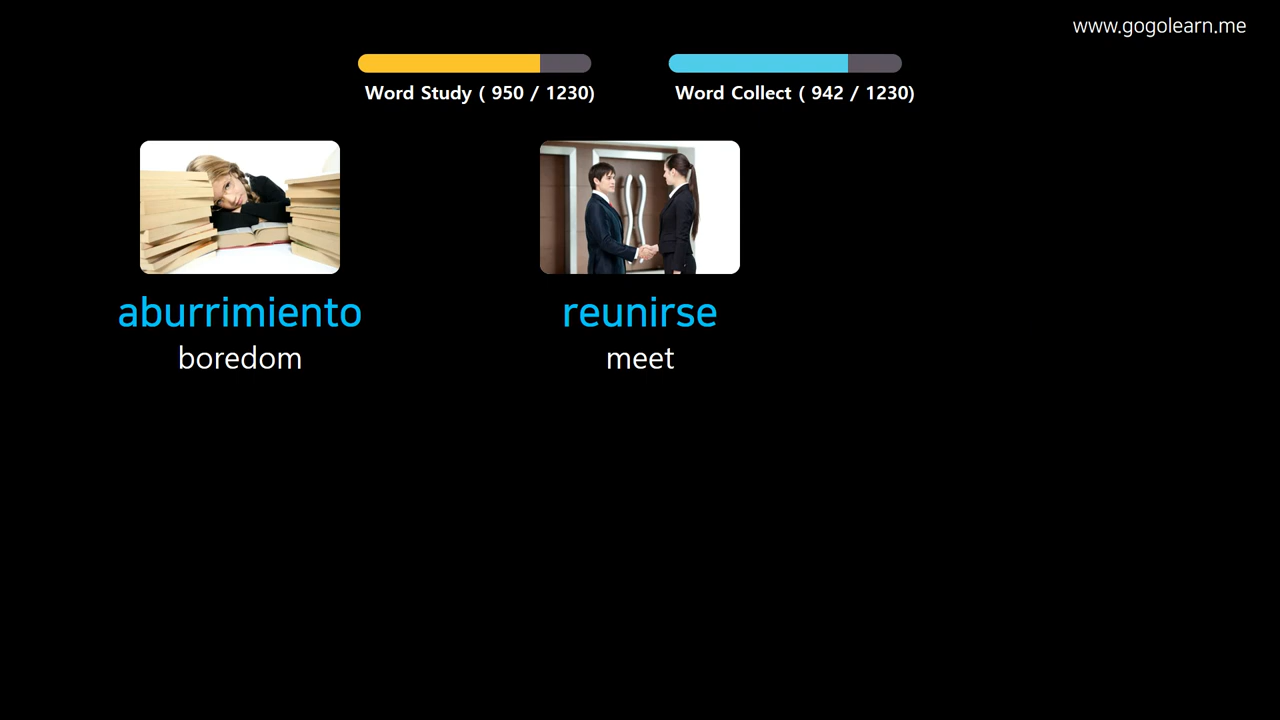 www.gogolearn.me
Word Study ( 950 / 1230)
Word Collect ( 942 / 1230)
aburrimiento
boredom
reunirse
meet